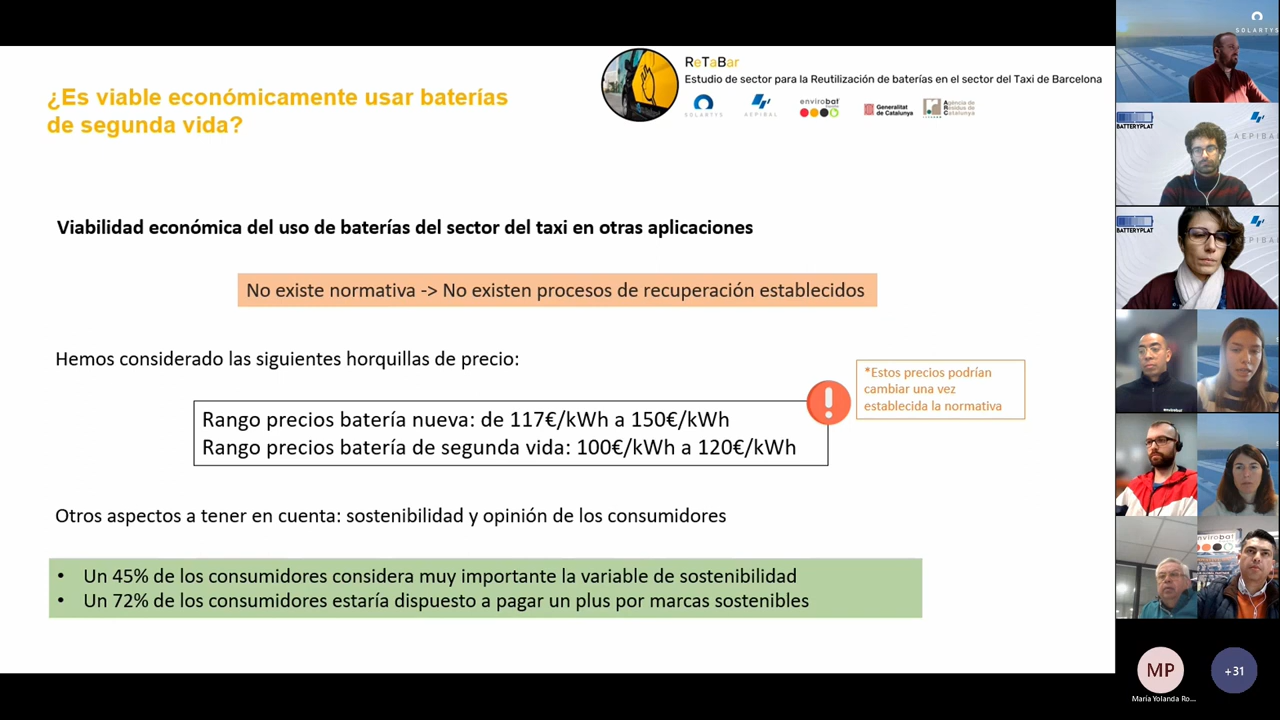 ¿Es viable económicamente usar baterías
de segunda vida?
ReTaBar
Estudio de sector para la Reutilización de baterías en el sector del Taxi de Barcelona
SOLARTYS
AEPIBAL
envirobat
Generalitat
de Catalunya
Agència de
Residus de
Catalunya
Viabilidad económica del uso de baterías del sector del taxi en otras aplicaciones
No existe normativa -> No existen procesos de recuperación establecidos
Hemos considerado las siguientes horquillas de precio:
*Estos precios podrían
cambiar una vez
establecida la normativa
Rango precios batería nueva: de 117€/kWh a 150€/kWh
Rango precios batería de segunda vida: 100€/kWh a 120€/kWh
Otros aspectos a tener en cuenta: sostenibilidad y opinión de los consumidores
• Un 45% de los consumidores considera muy importante la variable de sostenibilidad
• Un 72% de los consumidores estaría dispuesto a pagar un plus por marcas sostenibles
SOLARTYS
BATTERYPLAT
AEPIBAL
BATTERYPLAT
AEPIBAL
envirobat
envirobat
MP
+31
María Yolanda Ro...